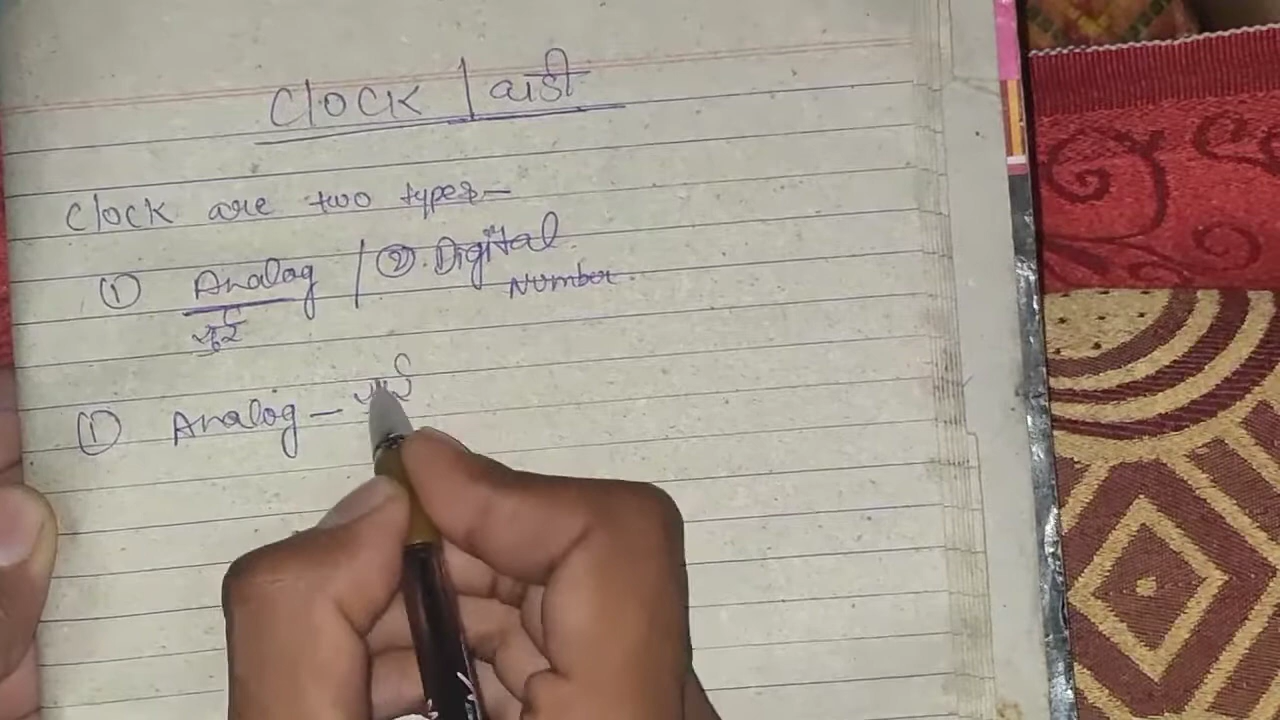 Clock | घड़ी
Clock are two types-
① Analog / ②. Digital
सुई Number.
① Analog -